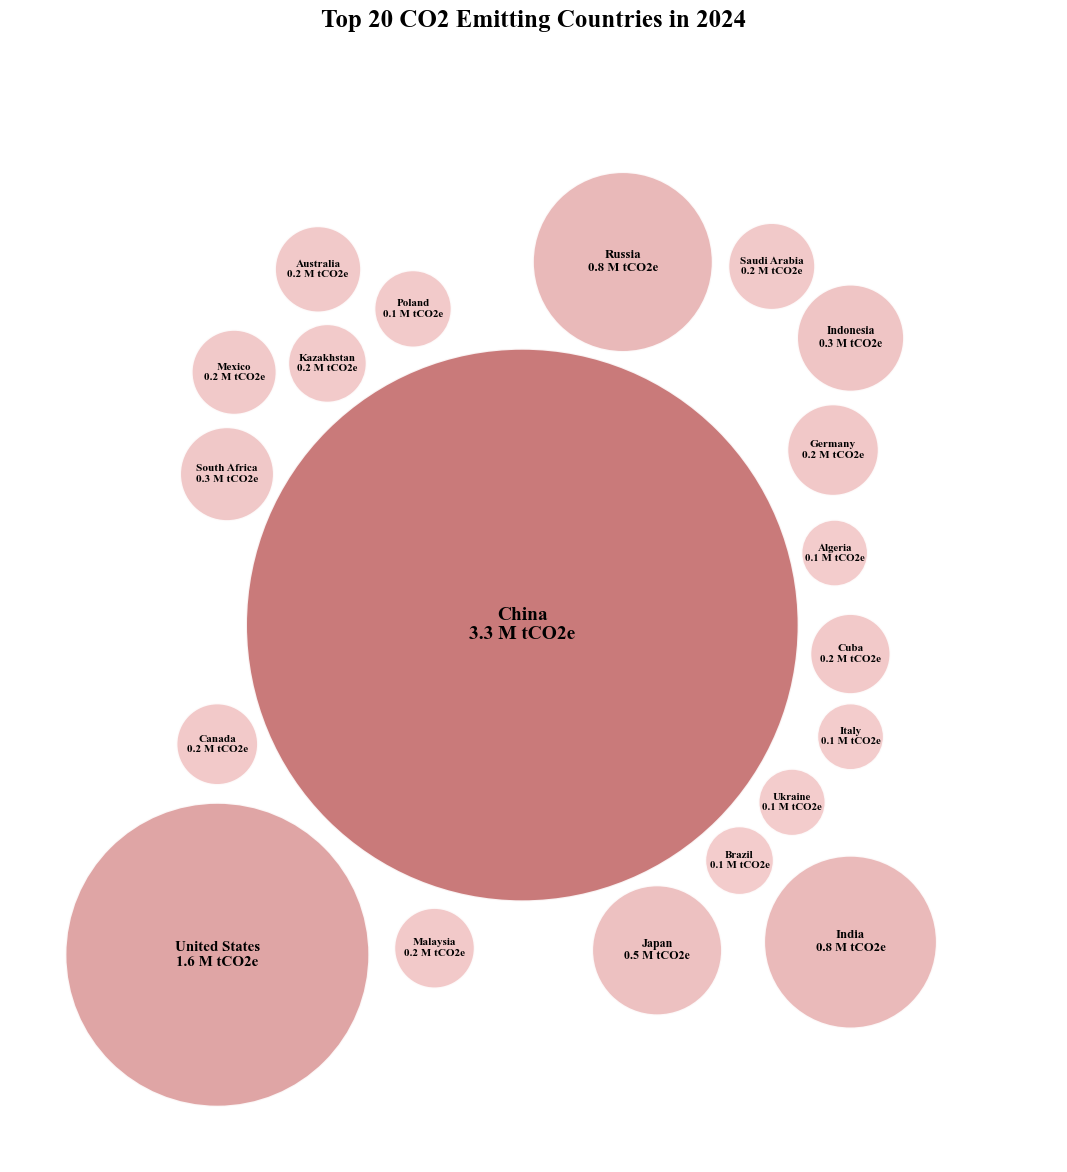 Top 20 CO2 Emitting Countries in 2024
Russia
0.8 M tCO2e
Saudi Arabia
0.2 M tCO2e
Australia
0.2 M tCO2e
Poland
0.1 M tCO2e
Indonesia
0.3 M tCO2e
Kazakhstan
0.2 M tCO2e
Mexico
0.2 M tCO2e
Germany
0.2 M tCO2e
South Africa
0.3 M tCO2e
Algeria
0.1 M tCO2e
China
3.3 M tCO2e
Cuba
0.2 M tCO2e
Italy
0.1 M tCO2e
Canada
0.2 M tCO2e
Ukraine
0.1 M tCO2e
Brazil
0.1 M tCO2e
India
0.8 M tCO2e
Japan
0.5 M tCO2e
Malaysia
0.2 M tCO2e
United States
1.6 M tCO2e